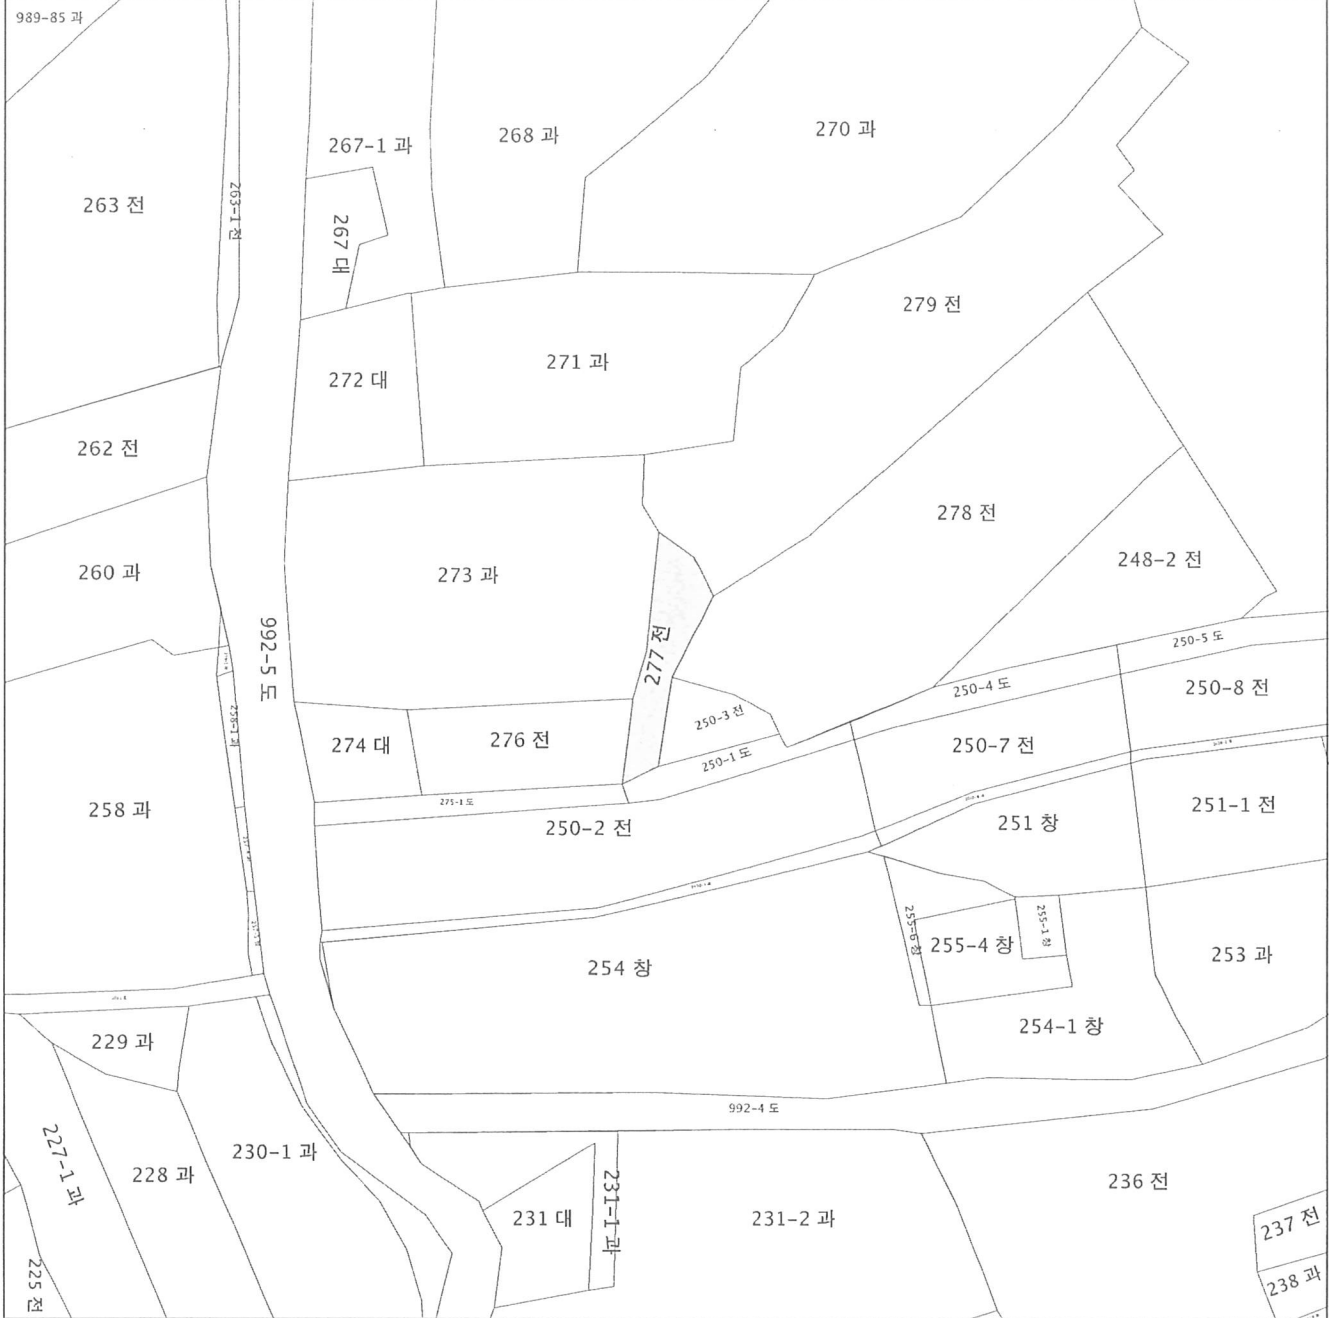 989-85 과
268 과
270 과
267-1 과
263 전
263-1 전
267 대
279 전
271 과
272 대
262 전
278 전
248-2 전
260 과
273 과
992-5 도
277 전
250-5 도
250-4 도
250-8 전
250-3 전
258-1 과
274 대
276 전
250-7 전
250-1 도
275-1 도
251-1 전
258 과
250-2 전
251 창
255-6 창
255-4 창
255-1 창
253 과
254 창
254-1 창
229 과
992-4 도
227-1 과
228 과
230-1 과
231 대
231-1 과
231-2 과
236 전
237 전
238 과
225 전